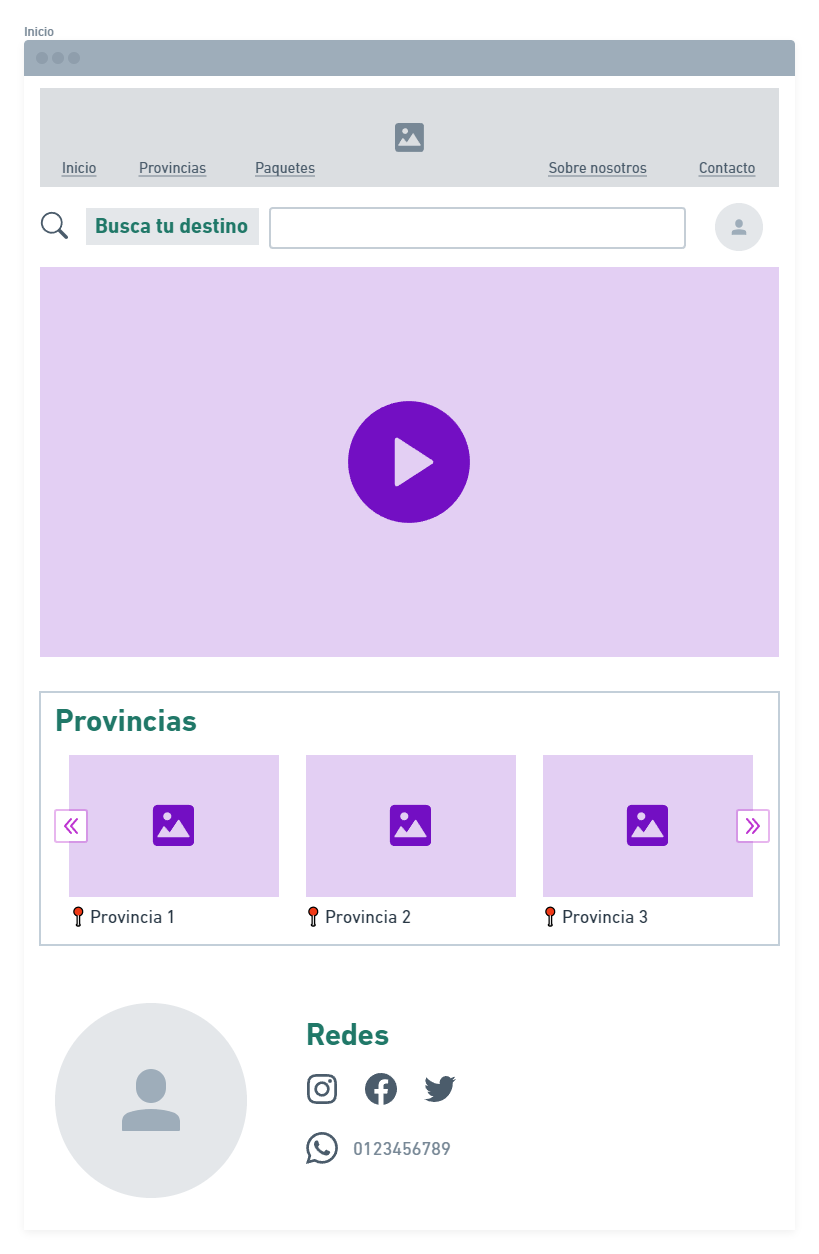 Inicio
Inicio Provincias Paquetes Sobre nosotros Contacto
Busca tu destino
Provincias
Provincia 1 Provincia 2 Provincia 3
Redes
0123456789